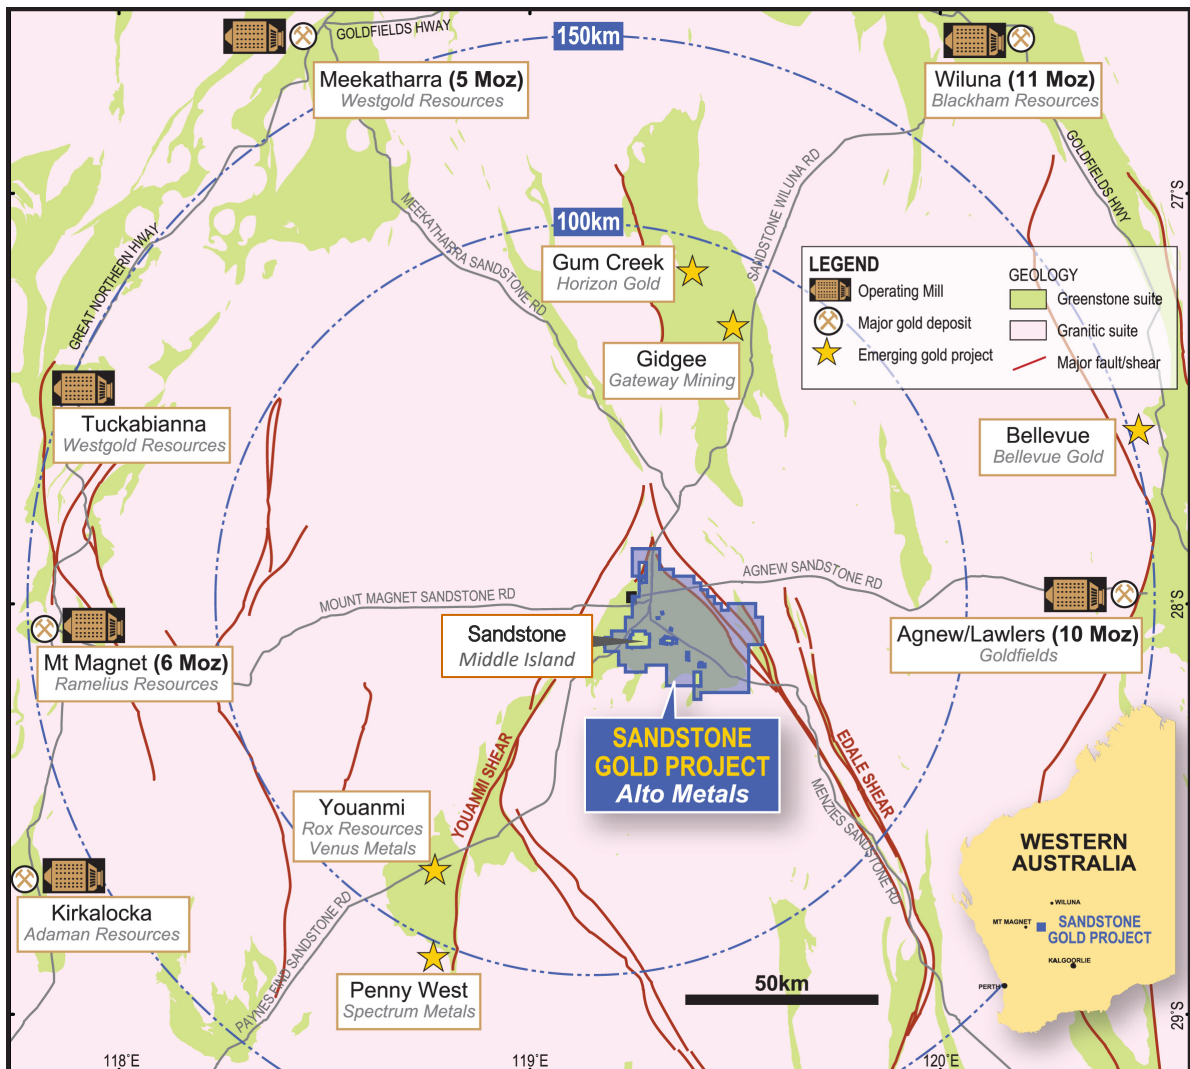 GOLDFIELDS HWAY
150km
Meekatharra (5 Moz)
Westgold Resources
Wiluna (11 Moz)
Blackham Resources
GOLDFIELDS HWY
27°S
SANDSTONE WILUNA RD
MEEKATHARRA SANDSTONE RD
100km
GREAT NORTHERN HWAY
Gum Creek
Horizon Gold
Gidgee
Gateway Mining
LEGEND
Operating Mill
Major gold deposit
Emerging gold project
GEOLOGY
Greenstone suite
Granitic suite
Major fault/shear
Tuckabianna
Westgold Resources
Bellevue
Bellevue Gold
AGNEW SANDSTONE RD
MOUNT MAGNET SANDSTONE RD
28°S
Sandstone
Middle Island
Agnew/Lawlers (10 Moz)
Goldfields
Mt Magnet (6 Moz)
Ramelius Resources
SANDSTONE
GOLD PROJECT
Alto Metals
YOUANMI SHEAR
EDALE SHEAR
MENZIES SANDSTONE RD
Youanmi
Rox Resources
Venus Metals
Kirkalocka
Adaman Resources
PAYNES FIND SANDSTONE RD
Penny West
Spectrum Metals
50km
WESTERN
AUSTRALIA
WILUNA
MT MAGNET
SANDSTONE
GOLD PROJECT
KALGOORLIE
PERTH
29°S
118°E
119°E
120°E